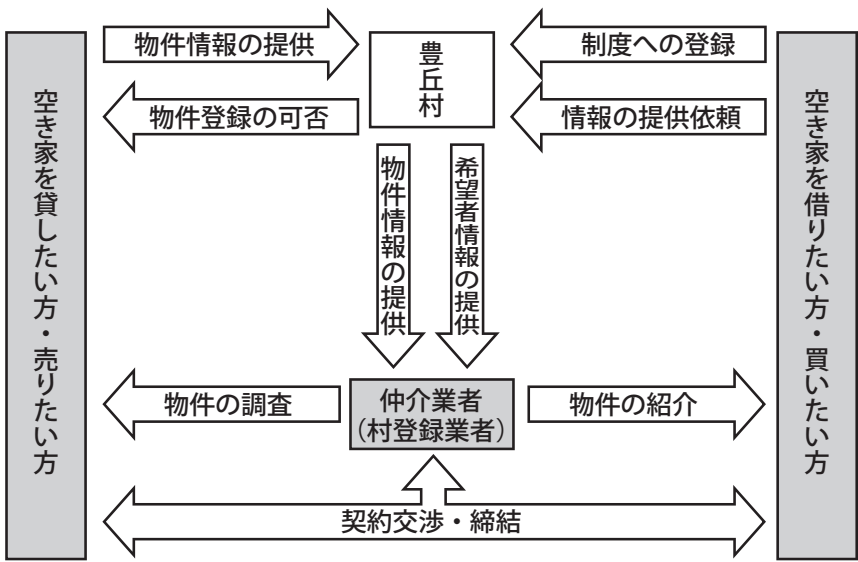 空き家を貸したい方・売りたい方
物件情報の提供
豊丘村
制度への登録
物件登録の可否
情報の提供依頼
空き家を借りたい方・買いたい方
物件情報の提供
希望者情報の提供
物件の調査
仲介業者
（村登録業者）
物件の紹介
契約交渉・締結